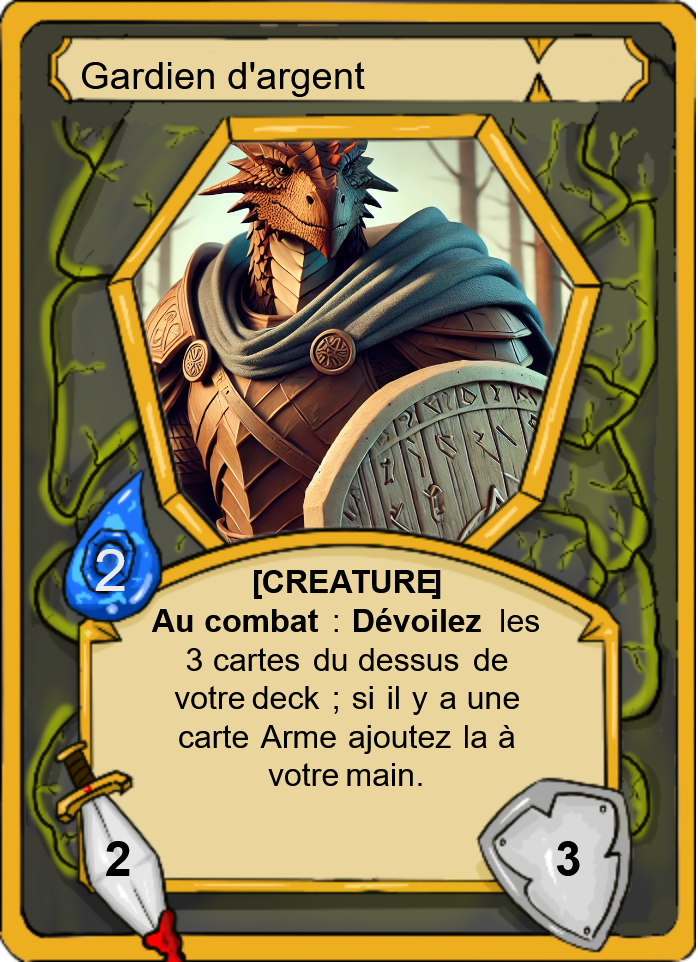 Gardien d'argent
2
[CREATURE]
Au combat : Dévoilez les
3 cartes du dessus de
votre deck ; si il y a une
carte Arme ajoutez la à
votre main.
2
3